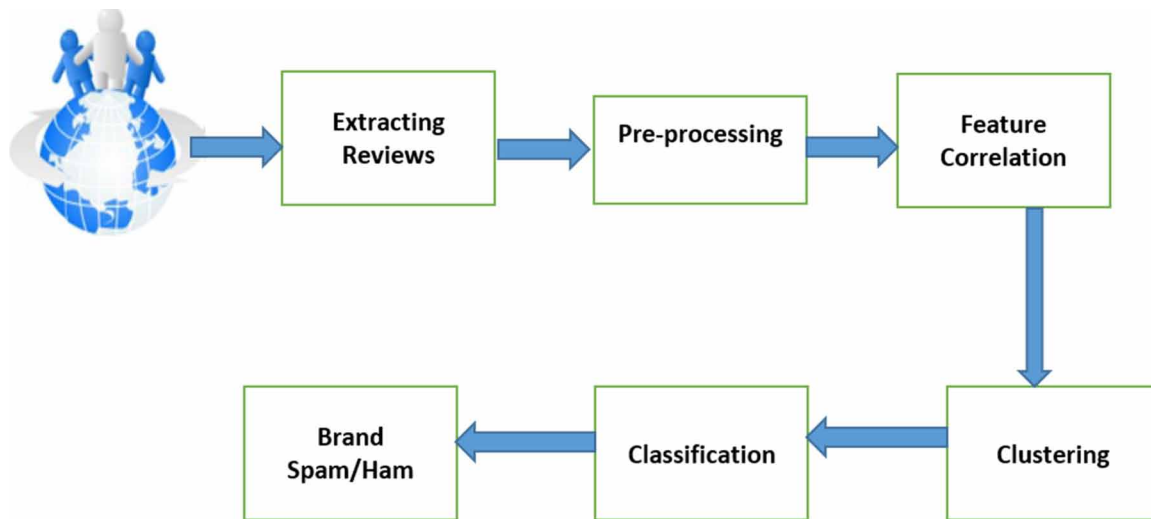 Extracting
Reviews
Pre-processing
Feature
Correlation
Clustering
Classification
Brand
Spam/Ham